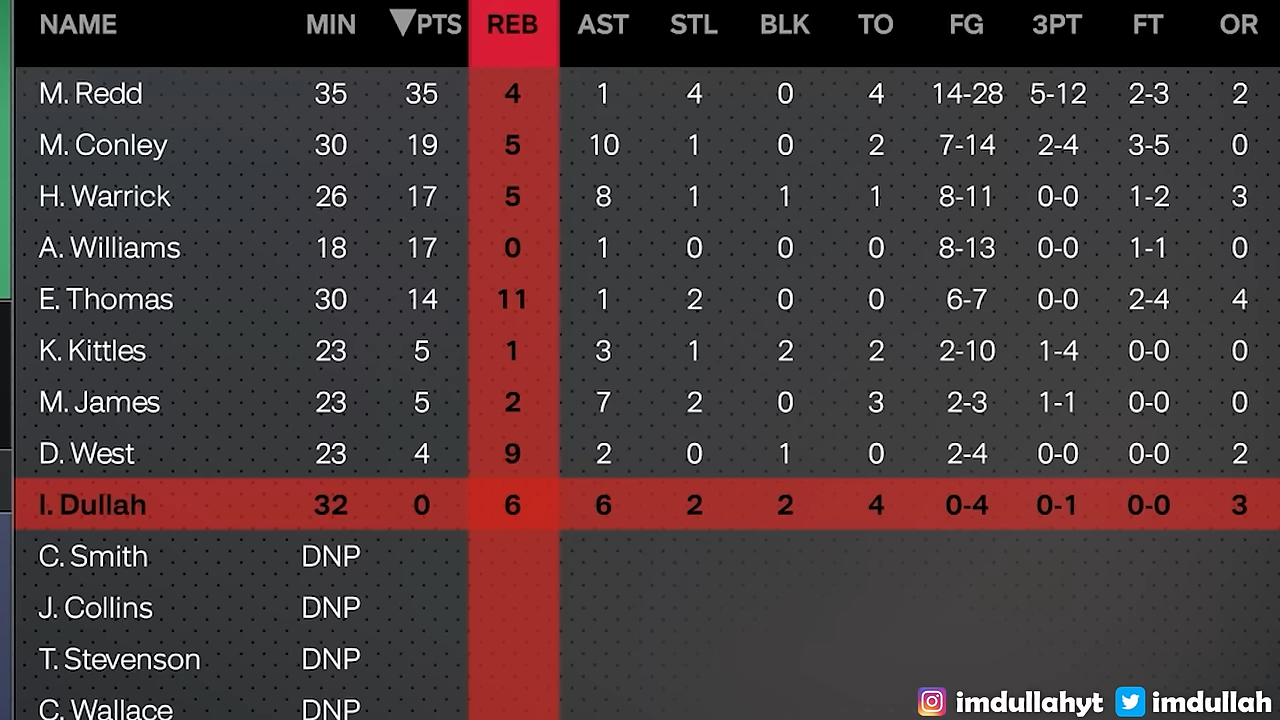 NAME MIN ▼PTS REB AST STL BLK TO FG 3PT FT OR
M. Redd 35 35 4 1 4 0 4 14-28 5-12 2-3 2
M. Conley 30 19 5 10 1 0 2 7-14 2-4 3-5 0
H. Warrick 26 17 5 8 1 1 1 8-11 0-0 1-2 3
A. Williams 18 17 0 1 0 0 0 8-13 0-0 1-1 0
E. Thomas 30 14 11 1 2 0 0 6-7 0-0 2-4 4
K. Kittles 23 5 1 3 1 2 2 2-10 1-4 0-0 0
M. James 23 5 2 7 2 0 3 2-3 1-1 0-0 0
D. West 23 4 9 2 0 1 0 2-4 0-0 0-0 2
I. Dullah 32 0 6 6 2 2 4 0-4 0-1 0-0 3
C. Smith DNP
J. Collins DNP
T. Stevenson DNP
C. Wallace DNP
imdullahyt imdullah